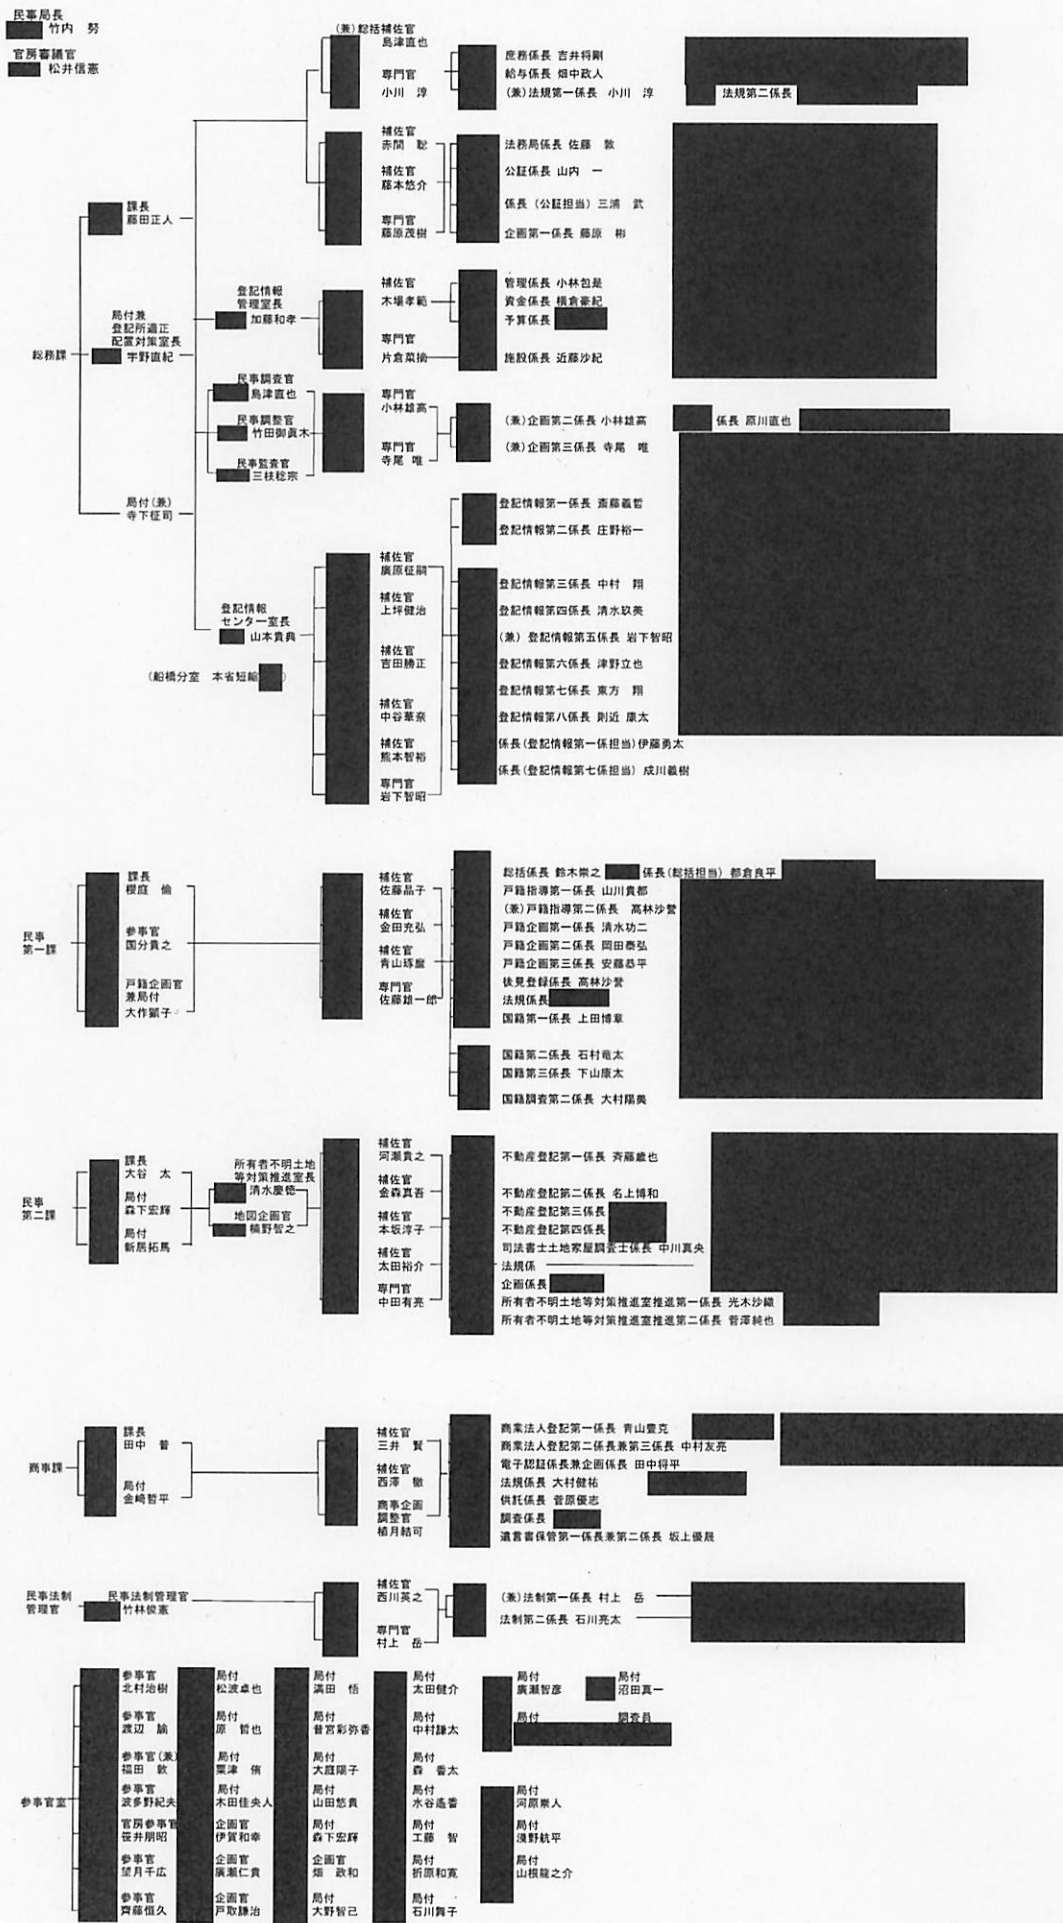 民事局長
竹内 努
官房審議官
松井信憲
総務課
課長
藤田正人
局付兼
登記所適正
配置対策室長
宇野直紀
局付(兼)
寺下征司
(兼)総括補佐官
島津直也
専門官
小川 淳
庶務係長 吉井将剛
給与係長 畑中政人
(兼)法規第一係長 小川 淳
法規第二係長
補佐官
赤間 聡
補佐官
藤本悠介
専門官
藤原茂樹
法務局係長 佐藤 敦
公証係長 山内 一
係長(公証担当)三浦 武
企画第一係長 藤原 彬
登記情報
管理室長
加藤和孝
補佐官
木場孝範
専門官
片倉菜摘
管理係長 小林包是
資金係長 横倉豪紀
予算係長
施設係長 近藤沙紀
民事調査官
島津直也
民事調整官
竹田御眞木
民事監査官
三枝稔宗
専門官
小林雄高
専門官
寺尾 唯
(兼)企画第二係長 小林雄高
係長 原川直也
(兼)企画第三係長 寺尾 唯
登記情報
センター室長
山本貴典
(船橋分室 本省短縮 )
補佐官
廣原征嗣
補佐官
上坪健治
補佐官
吉田勝正
補佐官
中谷華奈
補佐官
熊本智裕
専門官
岩下智昭
登記情報第一係長 斎藤義哲
登記情報第二係長 庄野裕一
登記情報第三係長 中村 翔
登記情報第四係長 清水玖美
(兼) 登記情報第五係長 岩下智昭
登記情報第六係長 津野立也
登記情報第七係長 東方 翔
登記情報第八係長 則近 康太
係長(登記情報第一係担当)伊藤勇太
係長(登記情報第七係担当) 成川義樹
民事
第一課
課長
櫻庭 倫
参事官
国分貴之
戸籍企画官
兼局付
大作顕子
補佐官
佐藤晶子
補佐官
金田充弘
補佐官
青山琢磨
専門官
佐藤雄一郎
総括係長 鈴木崇之 係長(総括担当) 都倉良平
戸籍指導第一係長 山川貴都
(兼)戸籍指導第二係長 髙林沙誉
戸籍企画第一係長 清水功二
戸籍企画第二係長 岡田泰弘
戸籍企画第三係長 安藤恭平
後見登録係長 髙林沙誉
法規係長
国籍第一係長 上田博章
国籍第二係長 石村竜太
国籍第三係長 下山康太
国籍調査第二係長 大村陽美
民事
第二課
課長
大谷 太
局付
森下宏輝
局付
新居拓馬
所有者不明土地
等対策推進室長
清水慶徳
地図企画官
楠野智之
補佐官
河瀬貴之
補佐官
金森真吾
補佐官
本坂淳子
補佐官
太田裕介
専門官
中田有亮
不動産登記第一係長 斉藤歳也
不動産登記第二係長 名上博和
不動産登記第三係長
不動産登記第四係長
司法書士土地家屋調査士係長 中川真央
法規係
企画係長
所有者不明土地等対策推進室推進第一係長 光木沙織
所有者不明土地等対策推進室推進第二係長 菅澤純也
商事課
課長
田中 普
局付
金﨑哲平
補佐官
三井 賢
補佐官
西澤 徹
商事企画
調整官
植月結可
商業法人登記第一係長 青山豊克
商業法人登記第二係長兼第三係長 中村友亮
電子認証係長兼企画係長 田中将平
法規係長 大村健祐
供託係長 菅原優志
調査係長
遺言書保管第一係長兼第二係長 坂上優晟
民事法制
管理官
民事法制管理官
竹林俊憲
補佐官
西川英之
専門官
村上 岳
(兼)法制第一係長 村上 岳
法制第二係長 石川亮太
参事官室
参事官
北村治樹
参事官
渡辺 諭
参事官(兼)
福田 敦
参事官
波多野紀夫
官房参事官
笹井朋昭
参事官
望月千広
参事官
齊藤恒久
局付
松波卓也
局付
原 哲也
局付
粟津 侑
局付
木田佳央人
企画官
伊賀和幸
企画官
廣瀬仁貴
企画官
戸取謙治
局付
満田 悟
局付
昔宮彩弥香
局付
大庭陽子
局付
山田悠貴
局付
森下宏輝
企画官
畑 政和
局付
大野智己
局付
太田健介
局付
中村謙太
局付
森 香太
局付
水谷遙香
局付
工藤 智
局付
折原和寛
局付
石川舞子
局付
廣瀬智彦
局付
局付
河原崇人
局付
淺野航平
局付
山根龍之介
局付
沼田真一
調査員